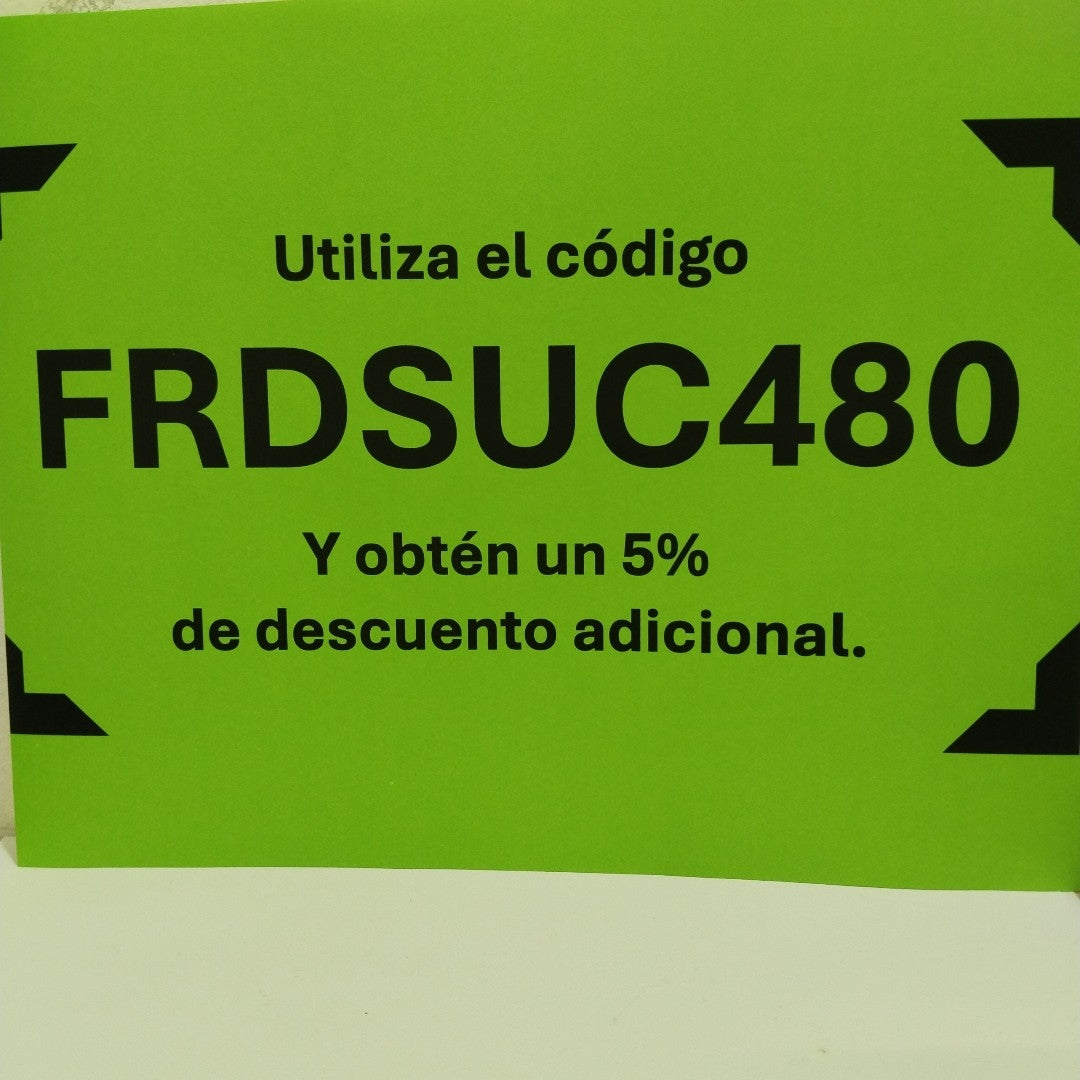 Utiliza el código
FRDSUC480
Y obtén un 5%
de descuento adicional.